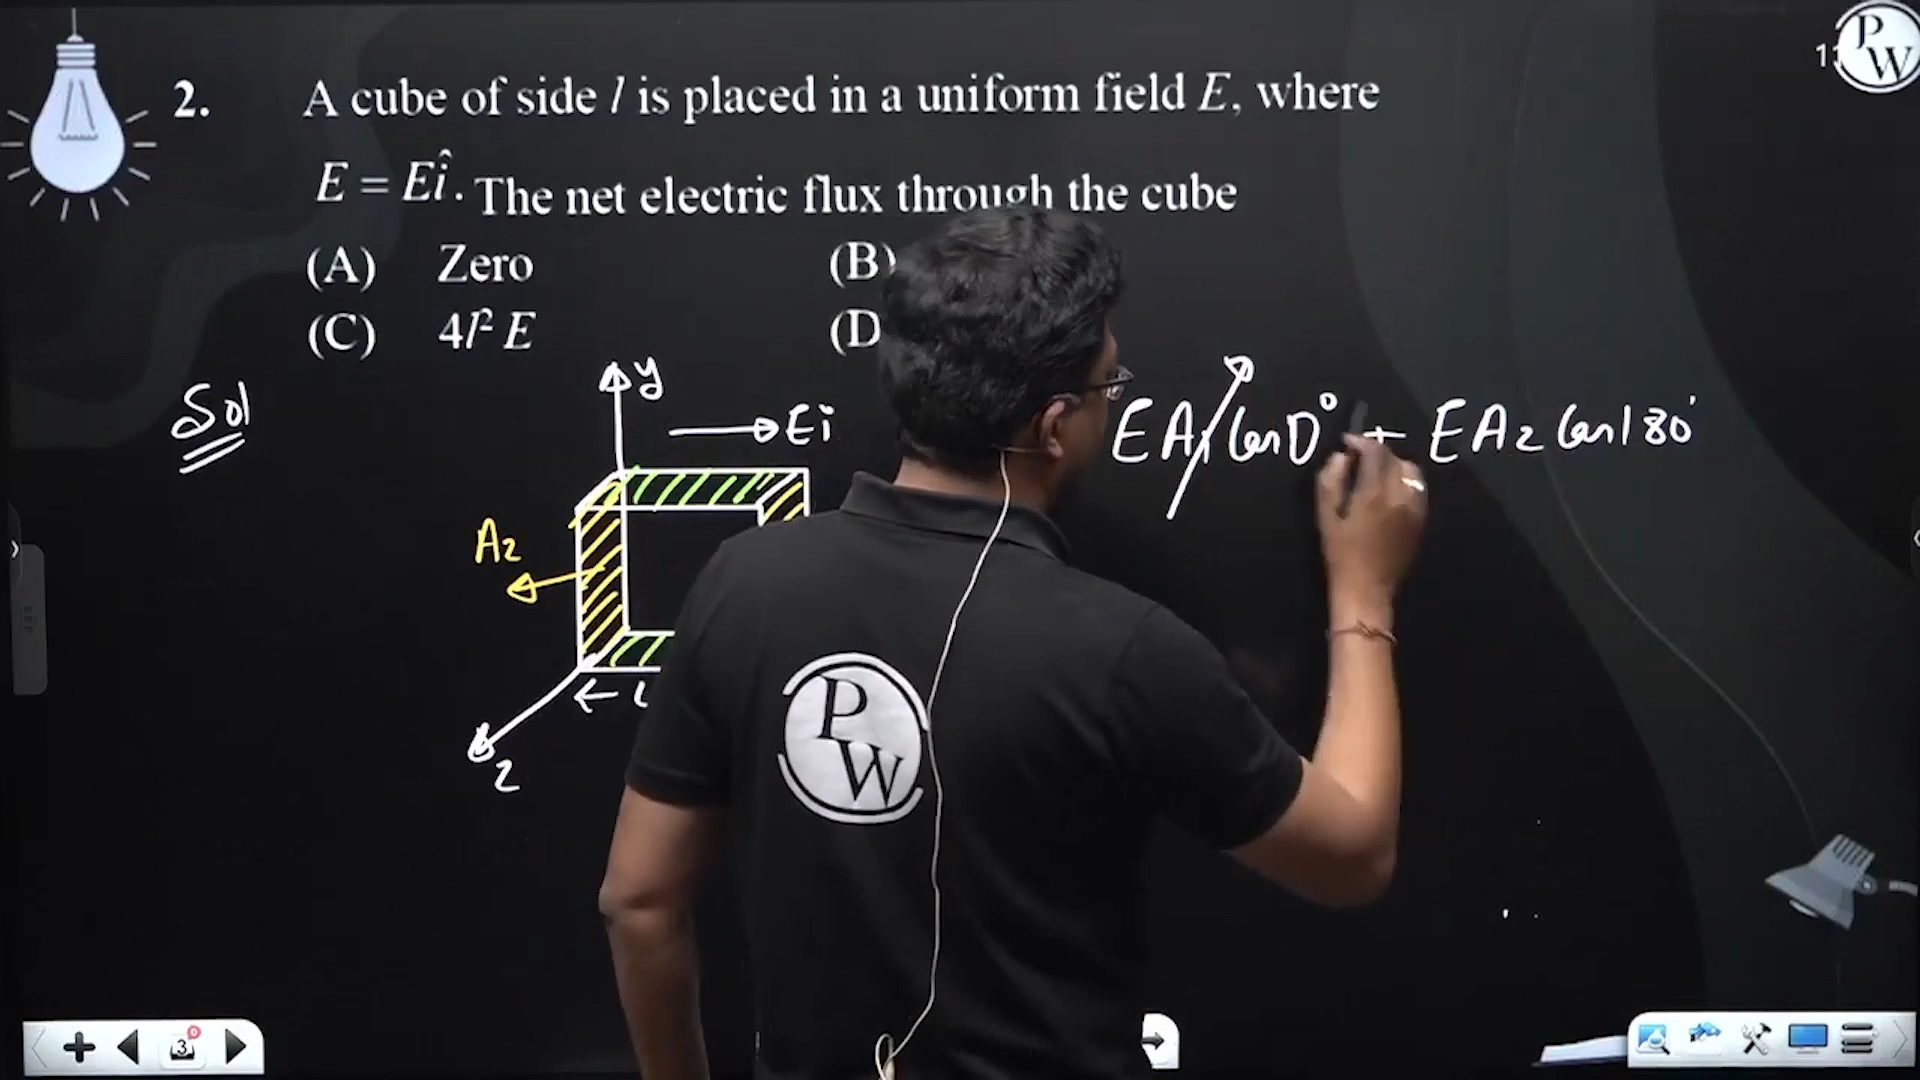 P
W
2. A cube of side l is placed in a uniform field E, where
E = Eî. The net electric flux through the cube
(A) Zero (B)
(C) 4l² E (D
Sol
y
Ei
EA₁ Cos0° + EA2 Cos180°
A2
← l
z
P
W
3